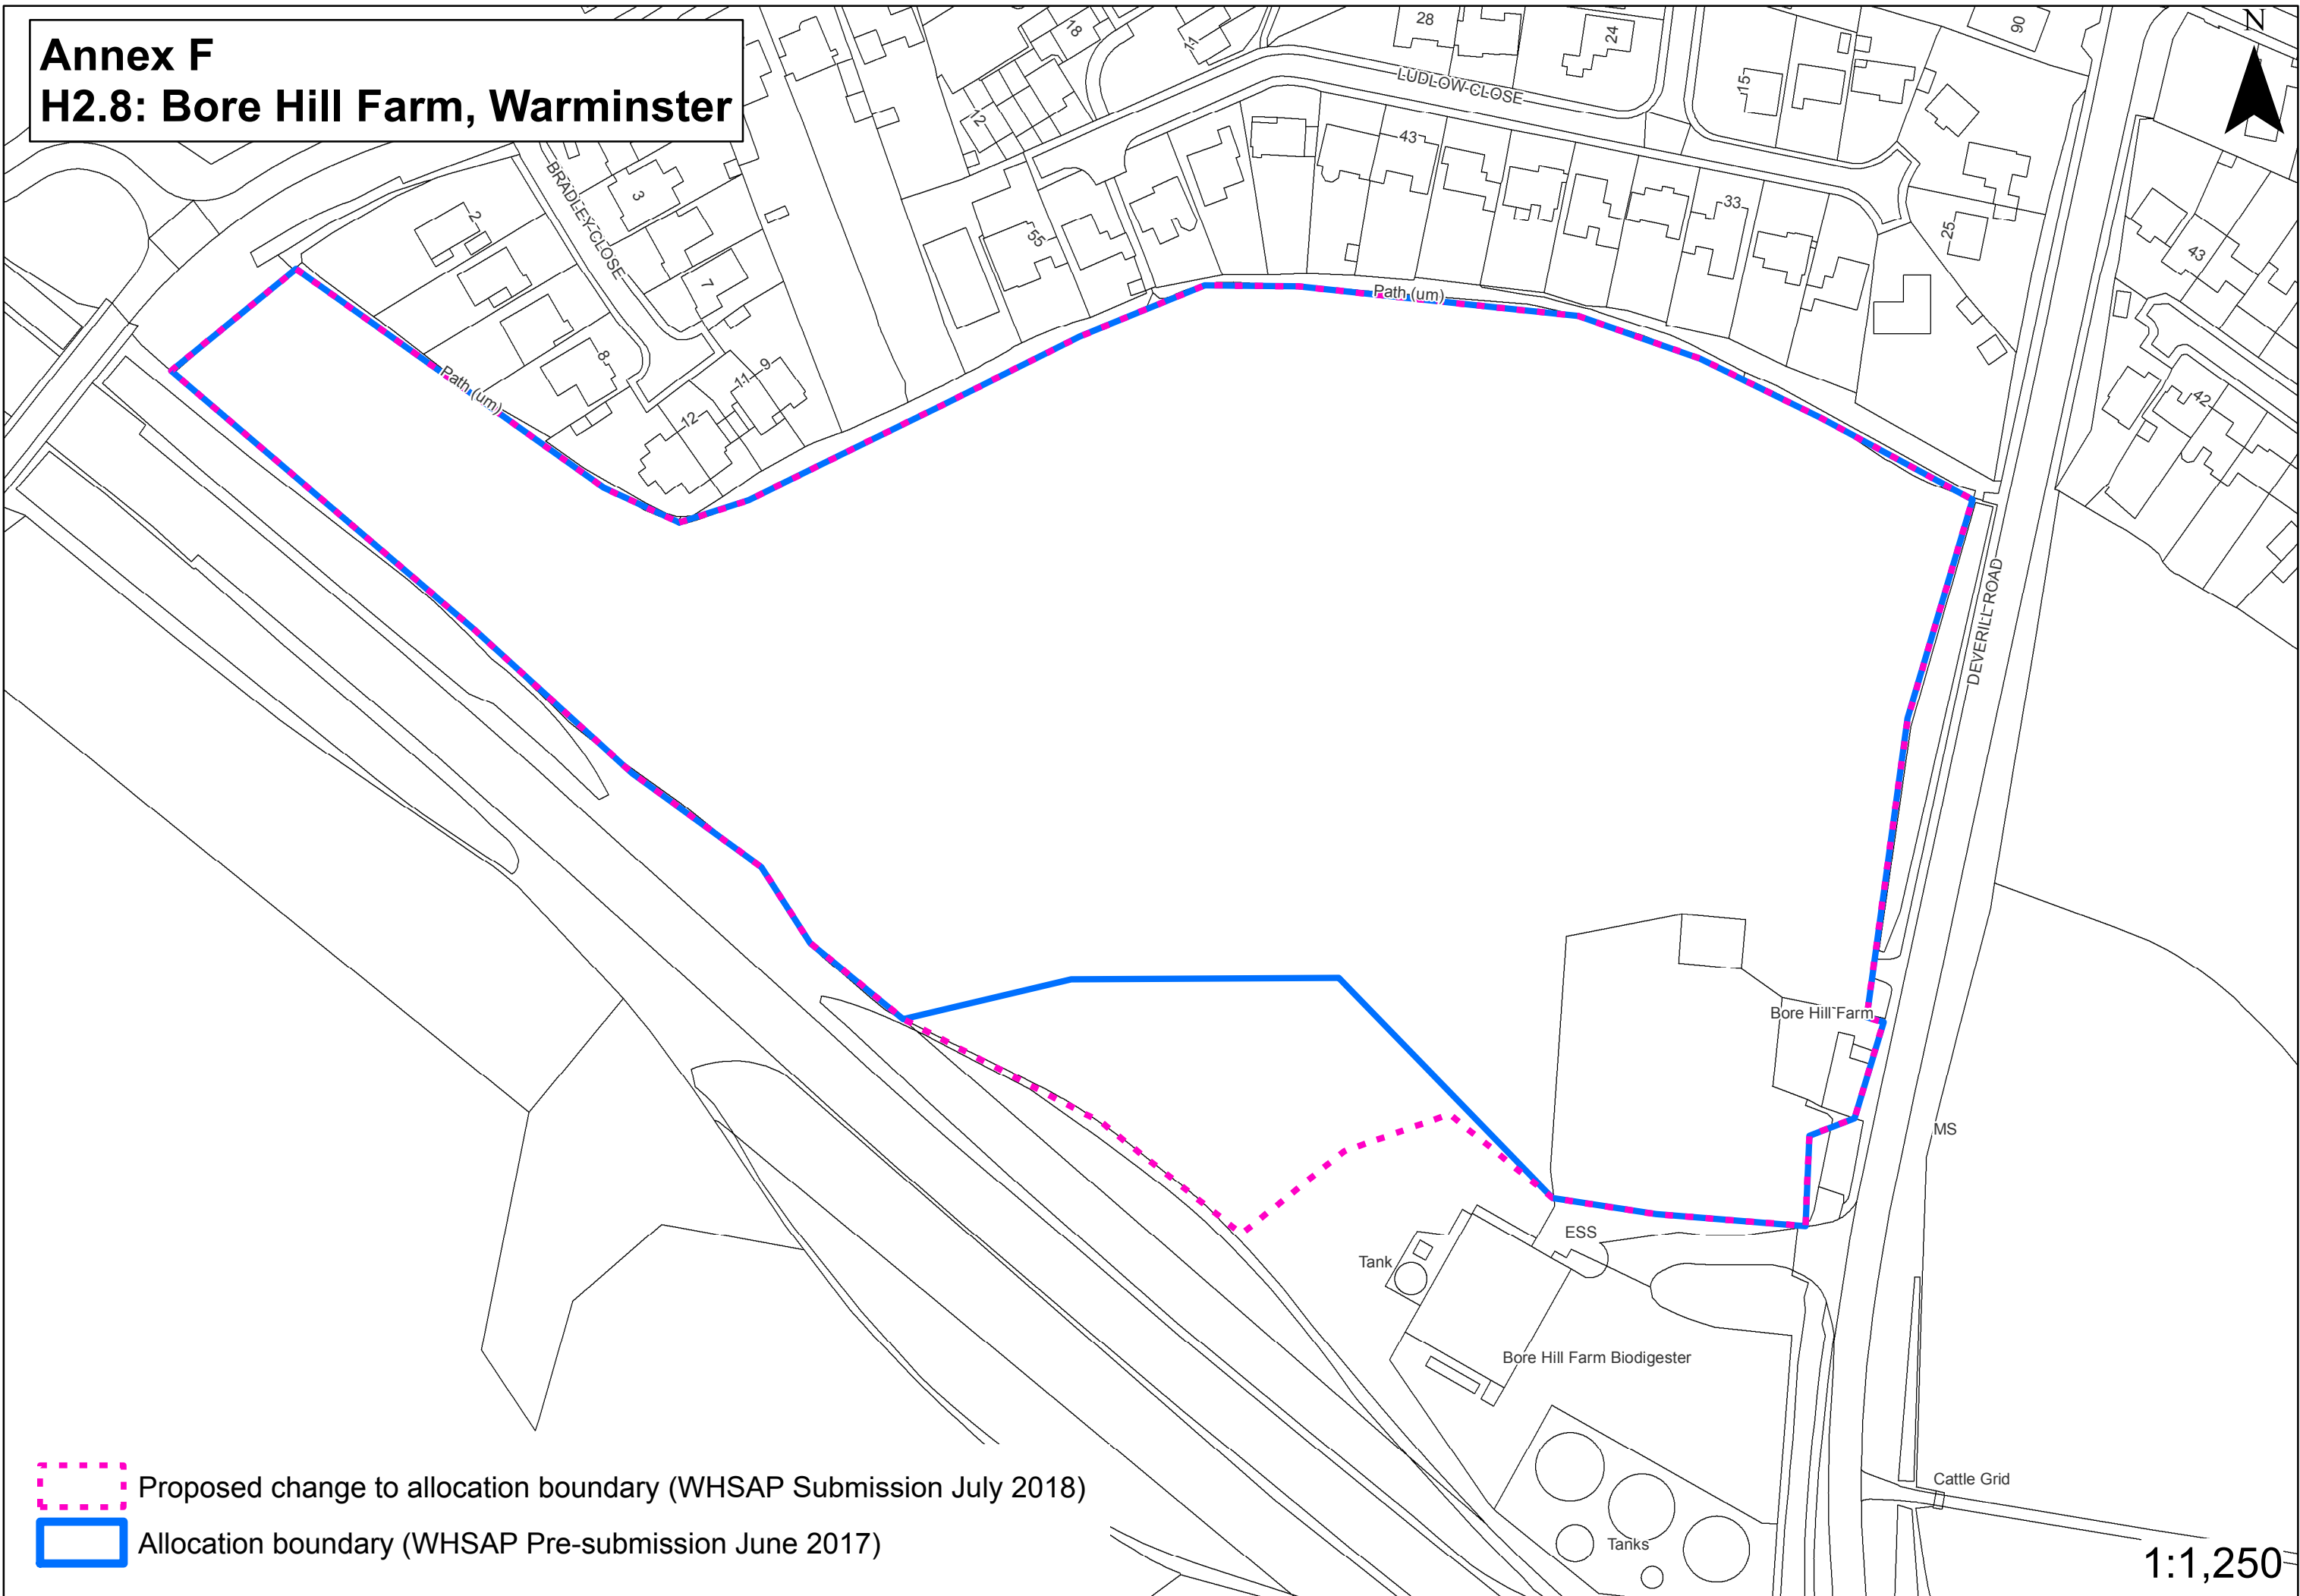 Annex F
H2.8: Bore Hill Farm, Warminster
N
18
11
28
24
90
LUDLOW CLOSE
15
12
43
2
3
BRADLEY CLOSE
33
55
25
43
7
Path (um)
8
Path (um)
9
11
12
42
DEVERILL ROAD
Bore Hill Farm
MS
ESS
Tank
Bore Hill Farm Biodigester
Cattle Grid
Tanks
Proposed change to allocation boundary (WHSAP Submission July 2018)
Allocation boundary (WHSAP Pre-submission June 2017)
1:1,250